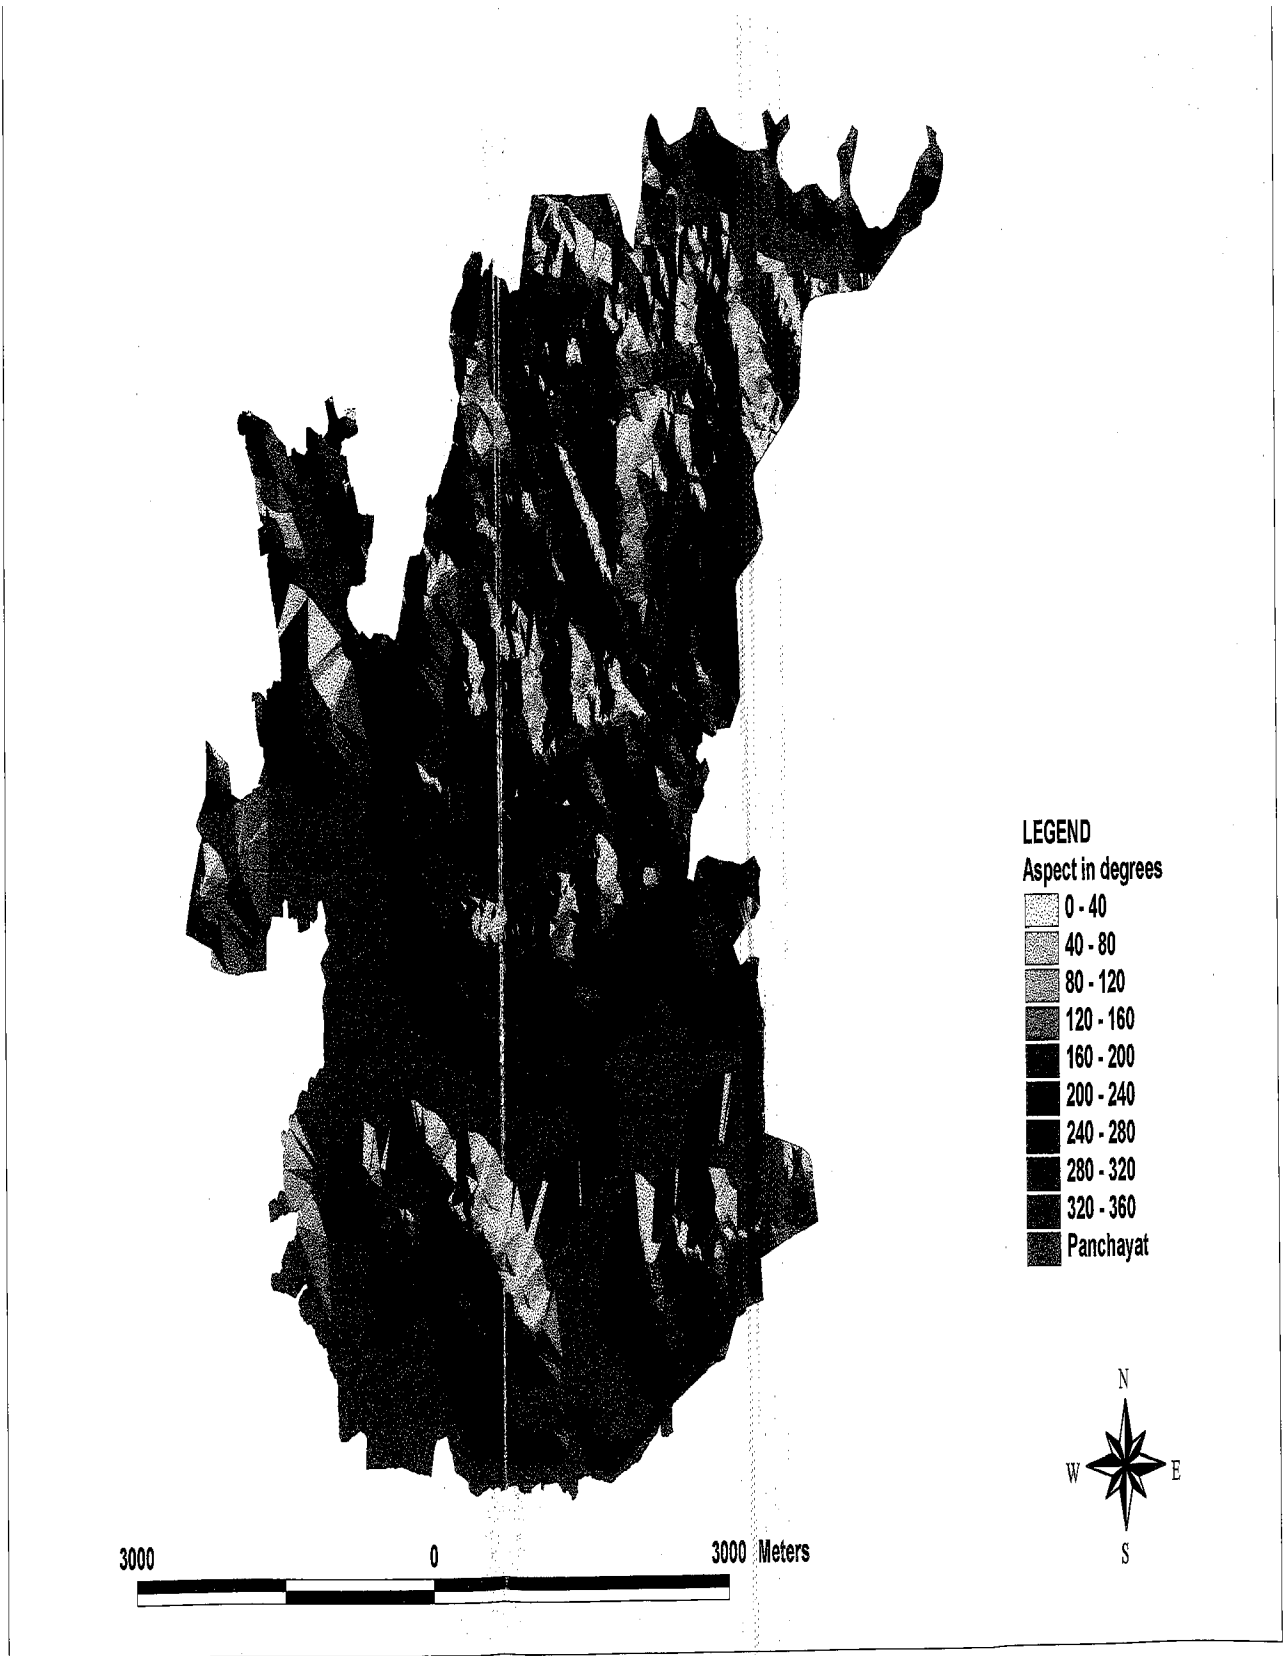 LEGEND
Aspect in degrees
0 - 40
40 - 80
80 - 120
120 - 160
160 - 200
200 - 240
240 - 280
280 - 320
320 - 360
Panchayat
N
W E
S
3000 0 3000 Meters